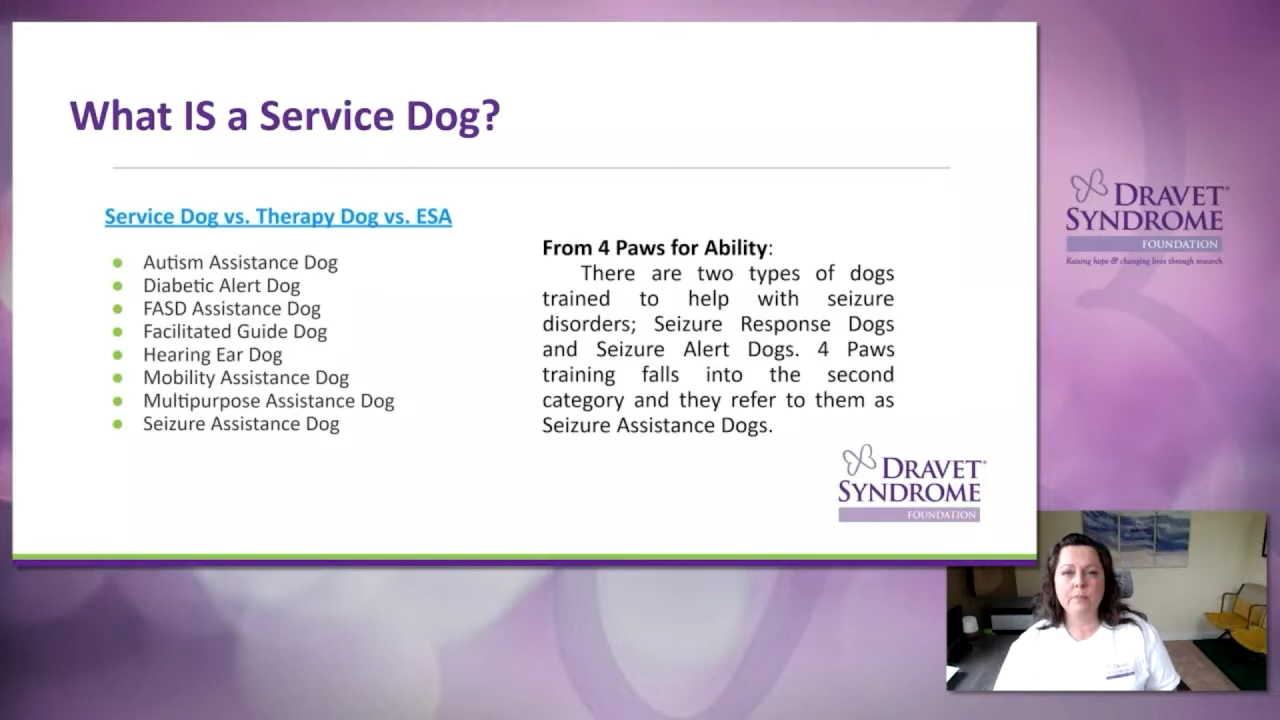 What IS a Service Dog?
Service Dog vs. Therapy Dog vs. ESA
Autism Assistance Dog
Diabetic Alert Dog
FASD Assistance Dog
Facilitated Guide Dog
Hearing Ear Dog
Mobility Assistance Dog
Multipurpose Assistance Dog
Seizure Assistance Dog
From 4 Paws for Ability:
There are two types of dogs
trained to help with seizure
disorders; Seizure Response Dogs
and Seizure Alert Dogs. 4 Paws
training falls into the second
category and they refer to them as
Seizure Assistance Dogs.
DRAVET
SYNDROME
FOUNDATION
DRAVET
SYNDROME
FOUNDATION
Raising hope & changing lives through research